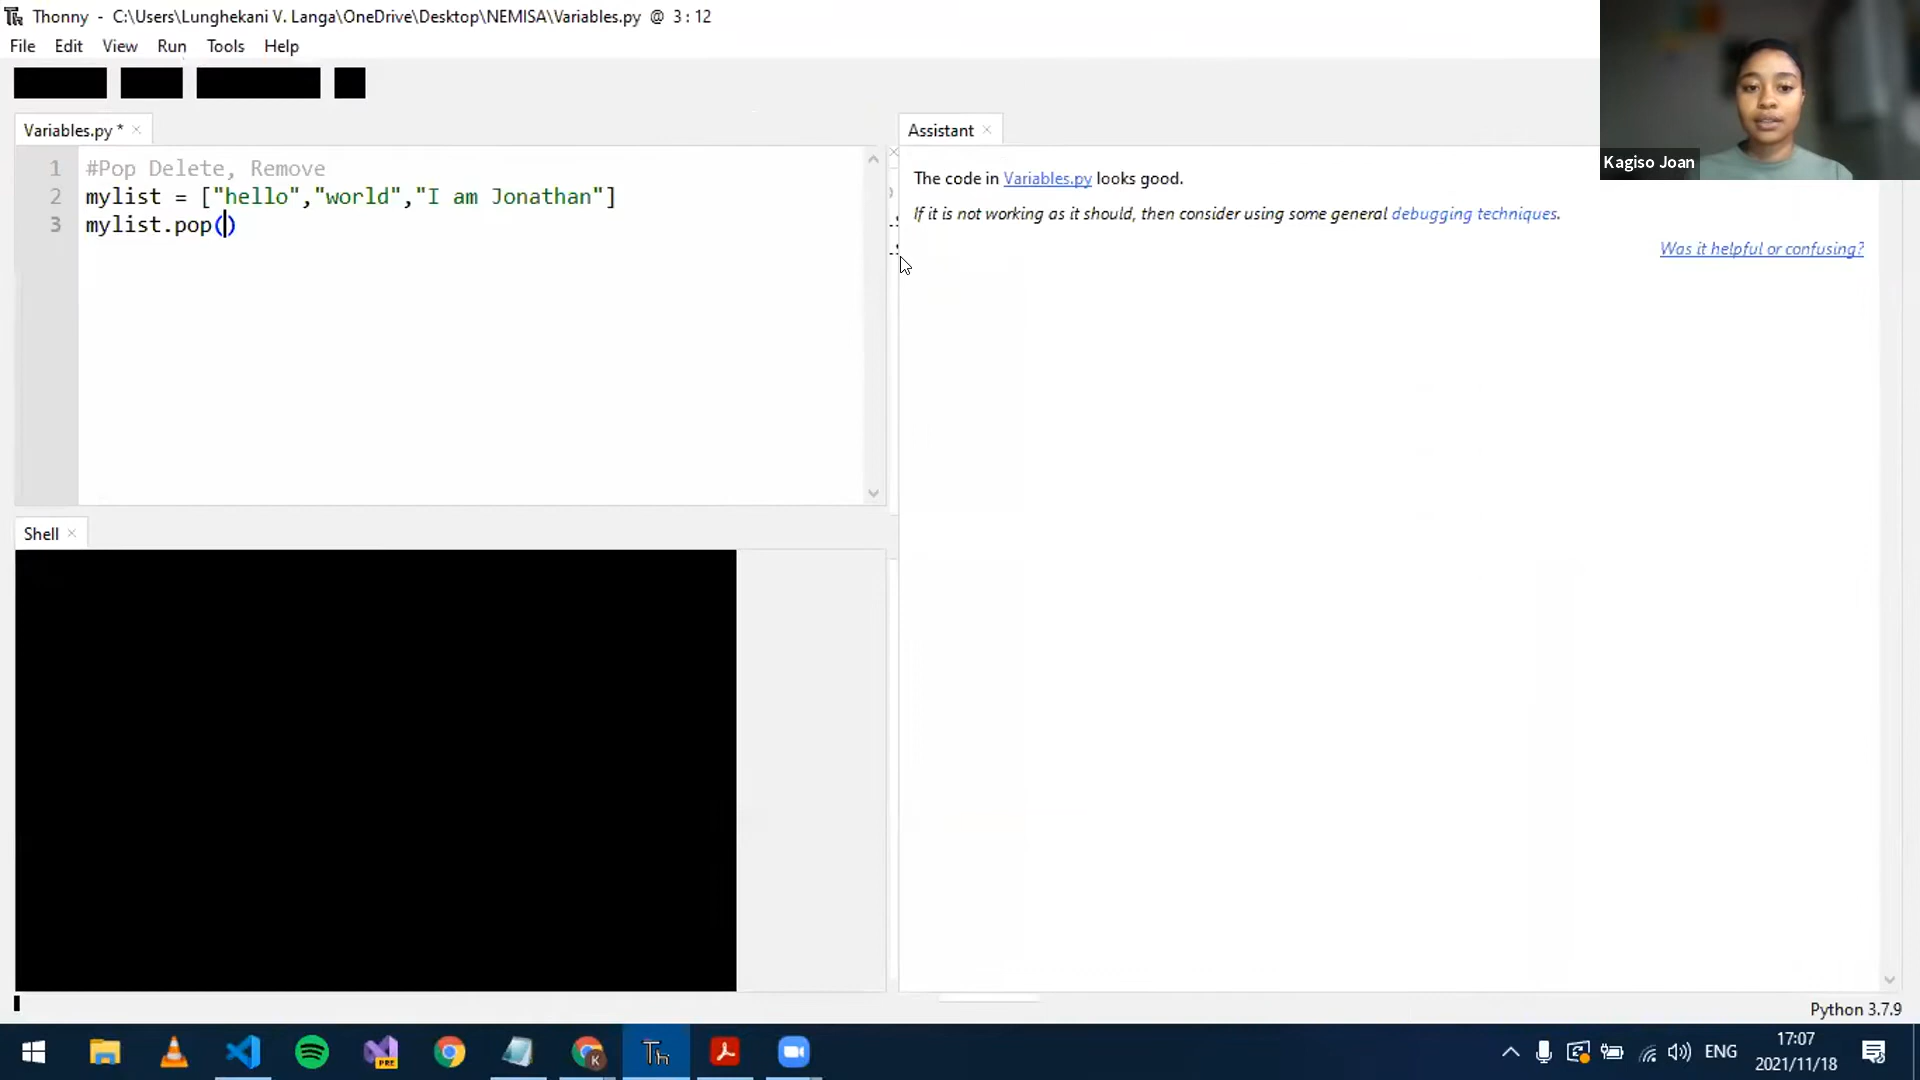 Thonny - C:\Users\Lunghekani V. Langa\OneDrive\Desktop\NEMISA\Variables.py @ 3 : 12
File Edit View Run Tools Help
Kagiso Joan
Variables.py *
Assistant
1 #Pop Delete, Remove
2 mylist = ["hello","world","I am Jonathan"]
3 mylist.pop()
The code in Variables.py looks good.
If it is not working as it should, then consider using some general debugging techniques.
Was it helpful or confusing?
Shell
Python 3.7.9
PRE
K
Th
ENG
17:07
2021/11/18